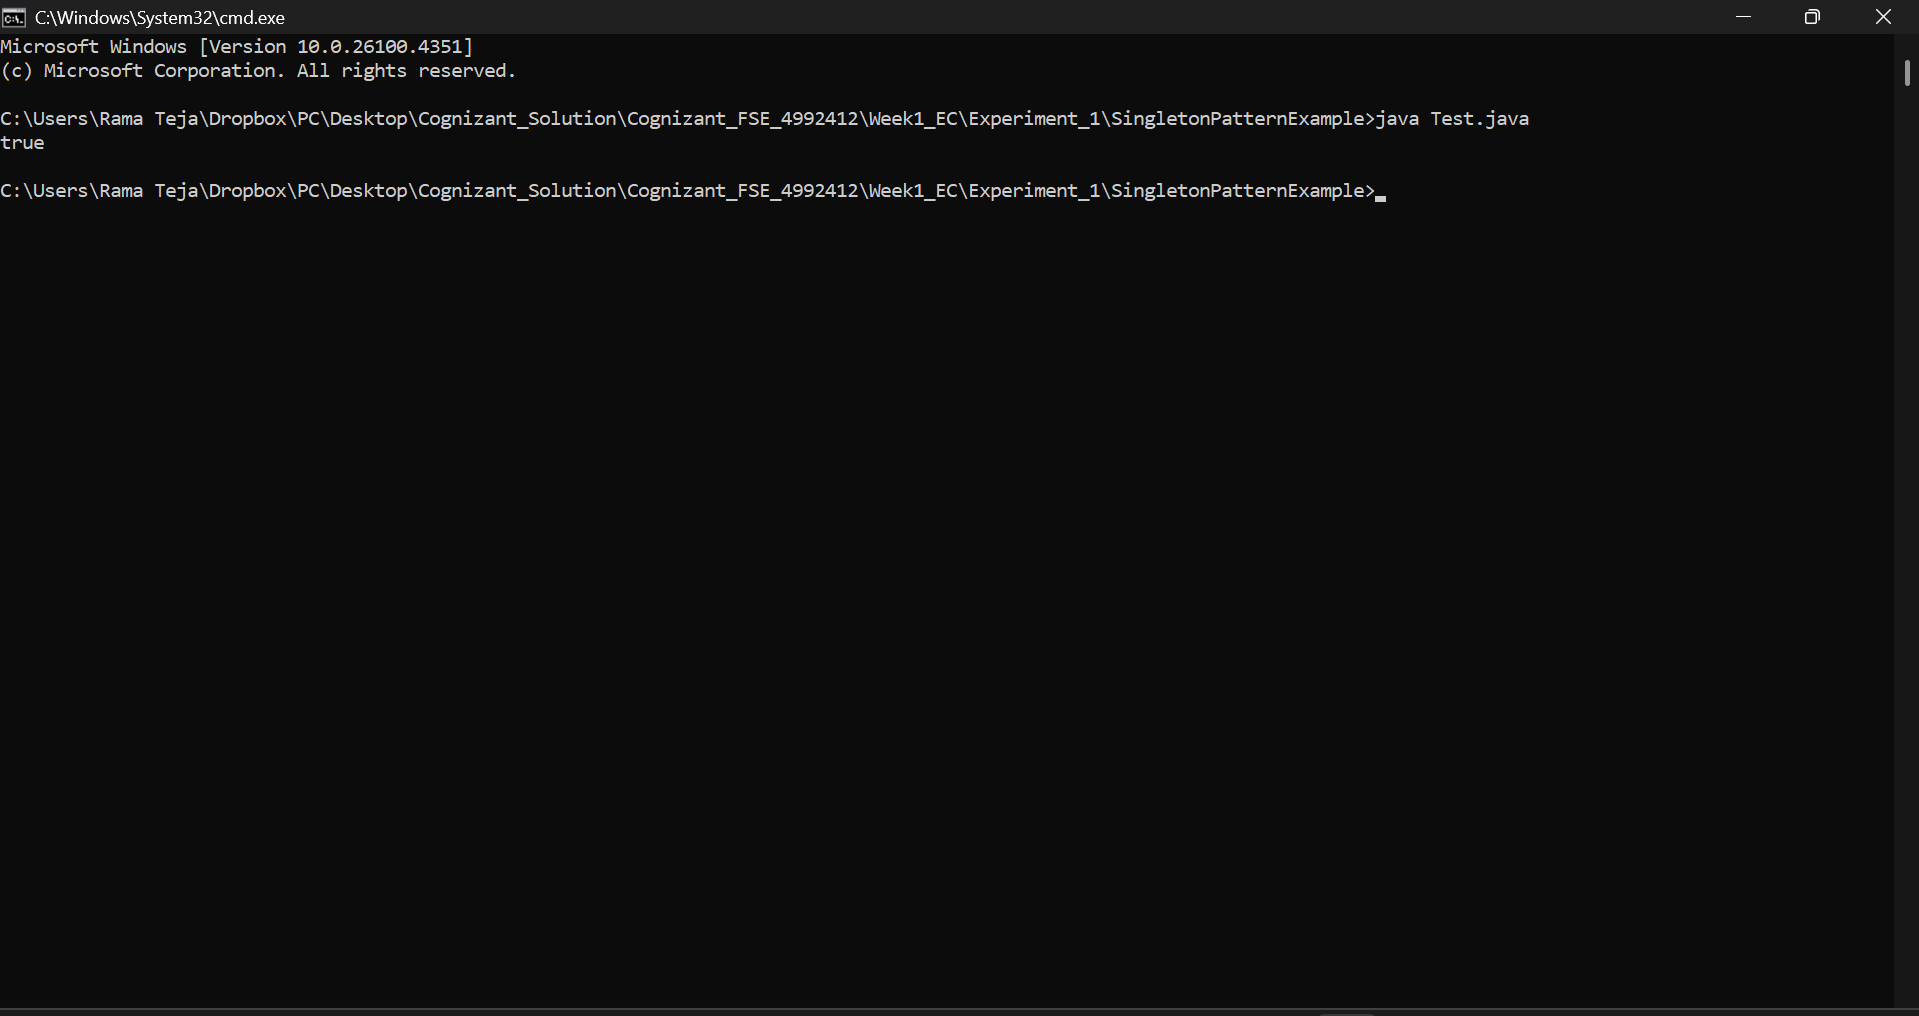 C:\Windows\System32\cmd.exe
Microsoft Windows [Version 10.0.26100.4351]
(c) Microsoft Corporation. All rights reserved.
C:\Users\Rama Teja\Dropbox\PC\Desktop\Cognizant_Solution\Cognizant_FSE_4992412\Week1_EC\Experiment_1\SingletonPatternExample>java Test.java
true
C:\Users\Rama Teja\Dropbox\PC\Desktop\Cognizant_Solution\Cognizant_FSE_4992412\Week1_EC\Experiment_1\SingletonPatternExample>